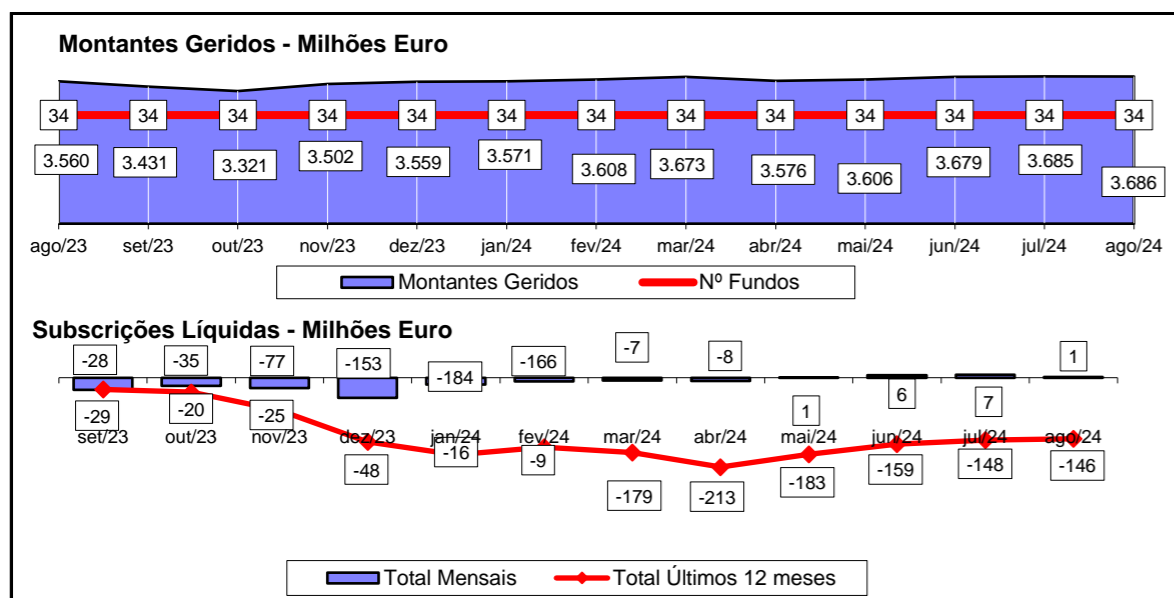 Montantes Geridos - Milhões Euro
34 34 34 34 34 34 34 34 34 34 34 34 34
3.560 3.431 3.321 3.502 3.559 3.571 3.608 3.673 3.576 3.606 3.679 3.685 3.686
ago/23 set/23 out/23 nov/23 dez/23 jan/24 fev/24 mar/24 abr/24 mai/24 jun/24 jul/24 ago/24
Montantes Geridos Nº Fundos
Subscrições Líquidas - Milhões Euro
-28 -35 -77 -153 -184 -166 -7 -8 1 6 7 1
-29 -20 -25 -48 -16 -9 -179 -213 -183 -159 -148 -146
set/23 out/23 nov/23 dez/23 jan/24 fev/24 mar/24 abr/24 mai/24 jun/24 jul/24 ago/24
Total Mensais Total Últimos 12 meses